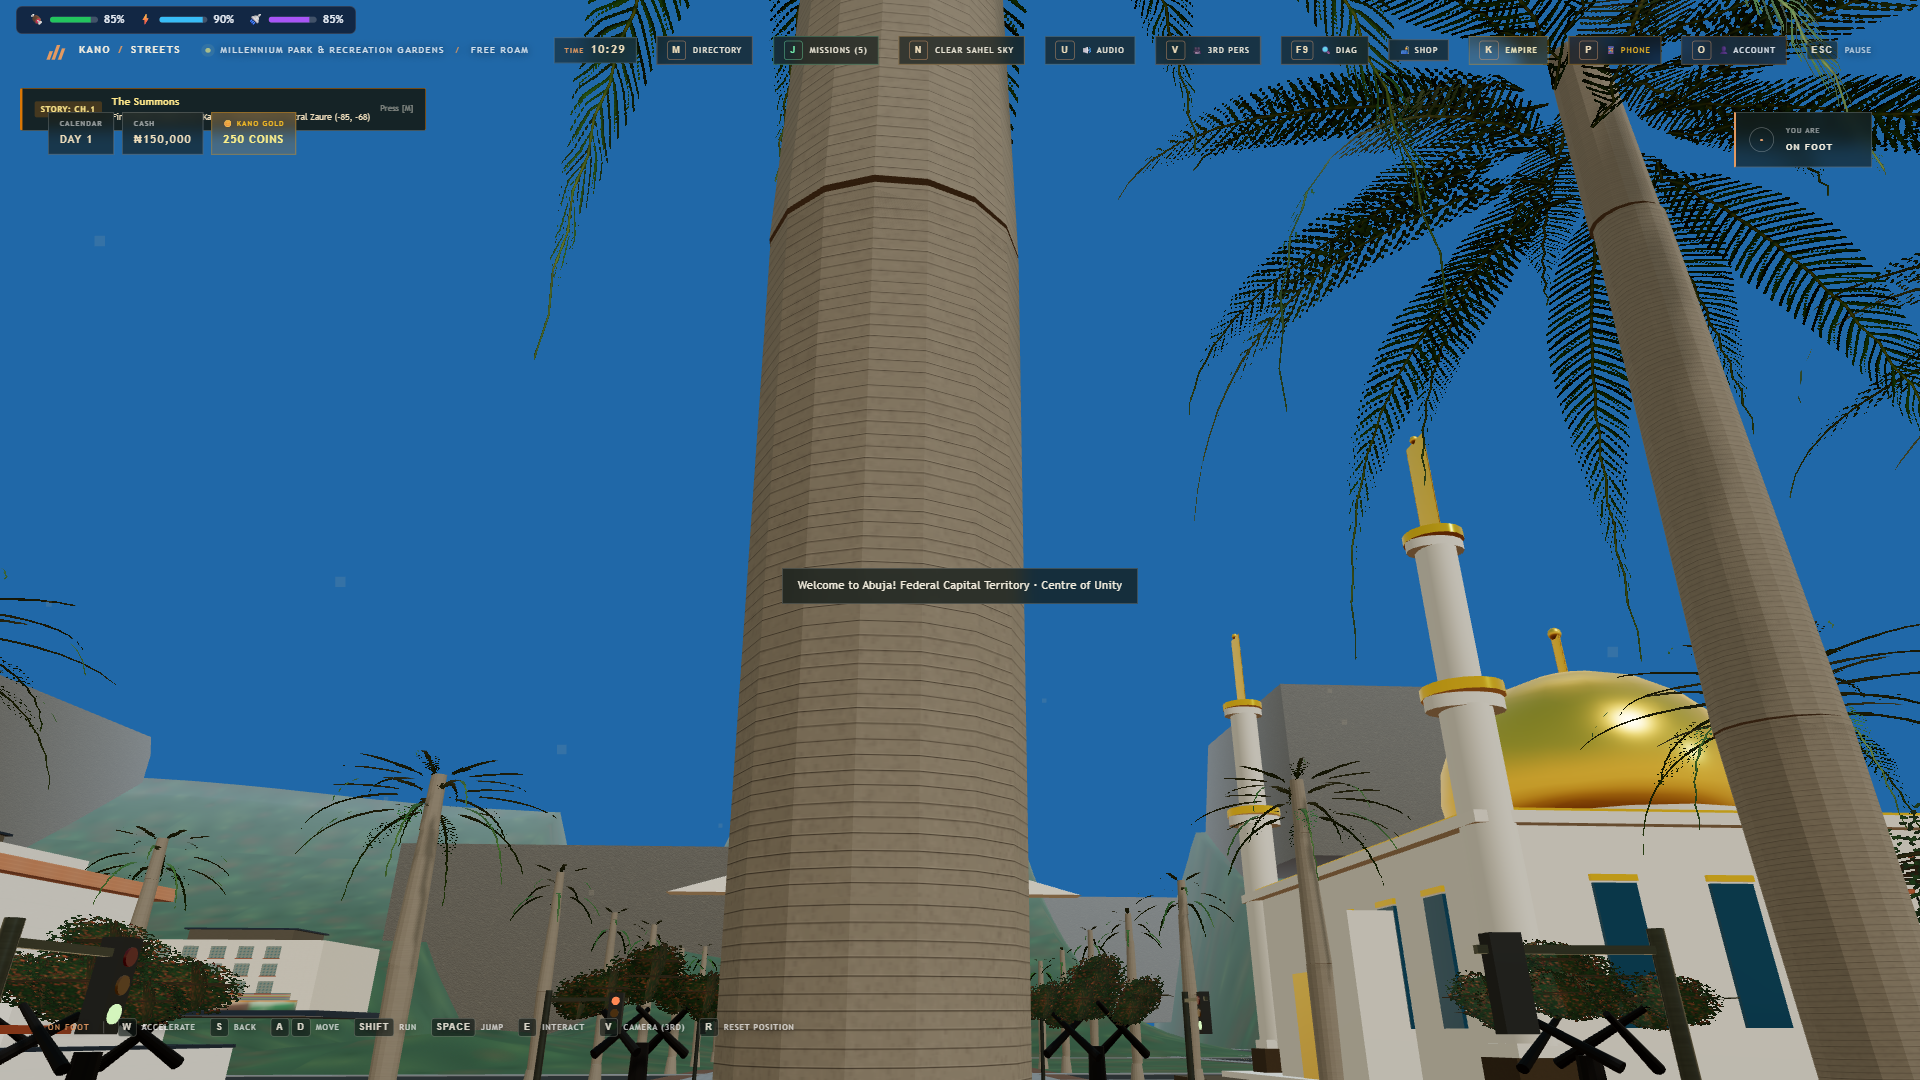 85% 90% 85%
KANO / STREETS
MILLENNIUM PARK & RECREATION GARDENS / FREE ROAM
TIME 10:29
M DIRECTORY
J MISSIONS (5)
N CLEAR SAHEL SKY
U AUDIO
V 3RD PERS
F9 DIAG
SHOP
K EMPIRE
P PHONE
O ACCOUNT
ESC PAUSE
STORY: CH.1
The Summons
Press [M]
ral Zaure (-85, -68)
CALENDAR
DAY 1
CASH
₦150,000
KANO GOLD
250 COINS
YOU ARE
ON FOOT
Welcome to Abuja! Federal Capital Territory · Centre of Unity
ON FOOT W ACCELERATE S BACK A D MOVE SHIFT RUN SPACE JUMP E INTERACT V CAMERA (3RD) R RESET POSITION